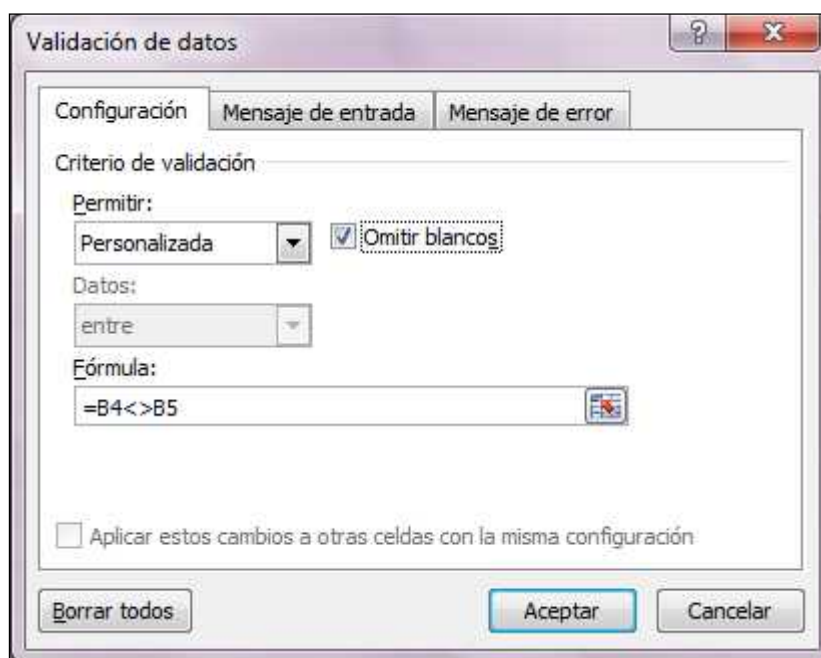 Validación de datos
Configuración Mensaje de entrada Mensaje de error
Criterio de validación
Permitir:
Personalizada Omitir blancos
Datos:
entre
Fórmula:
=B4<>B5
Aplicar estos cambios a otras celdas con la misma configuración
Borrar todos Aceptar Cancelar